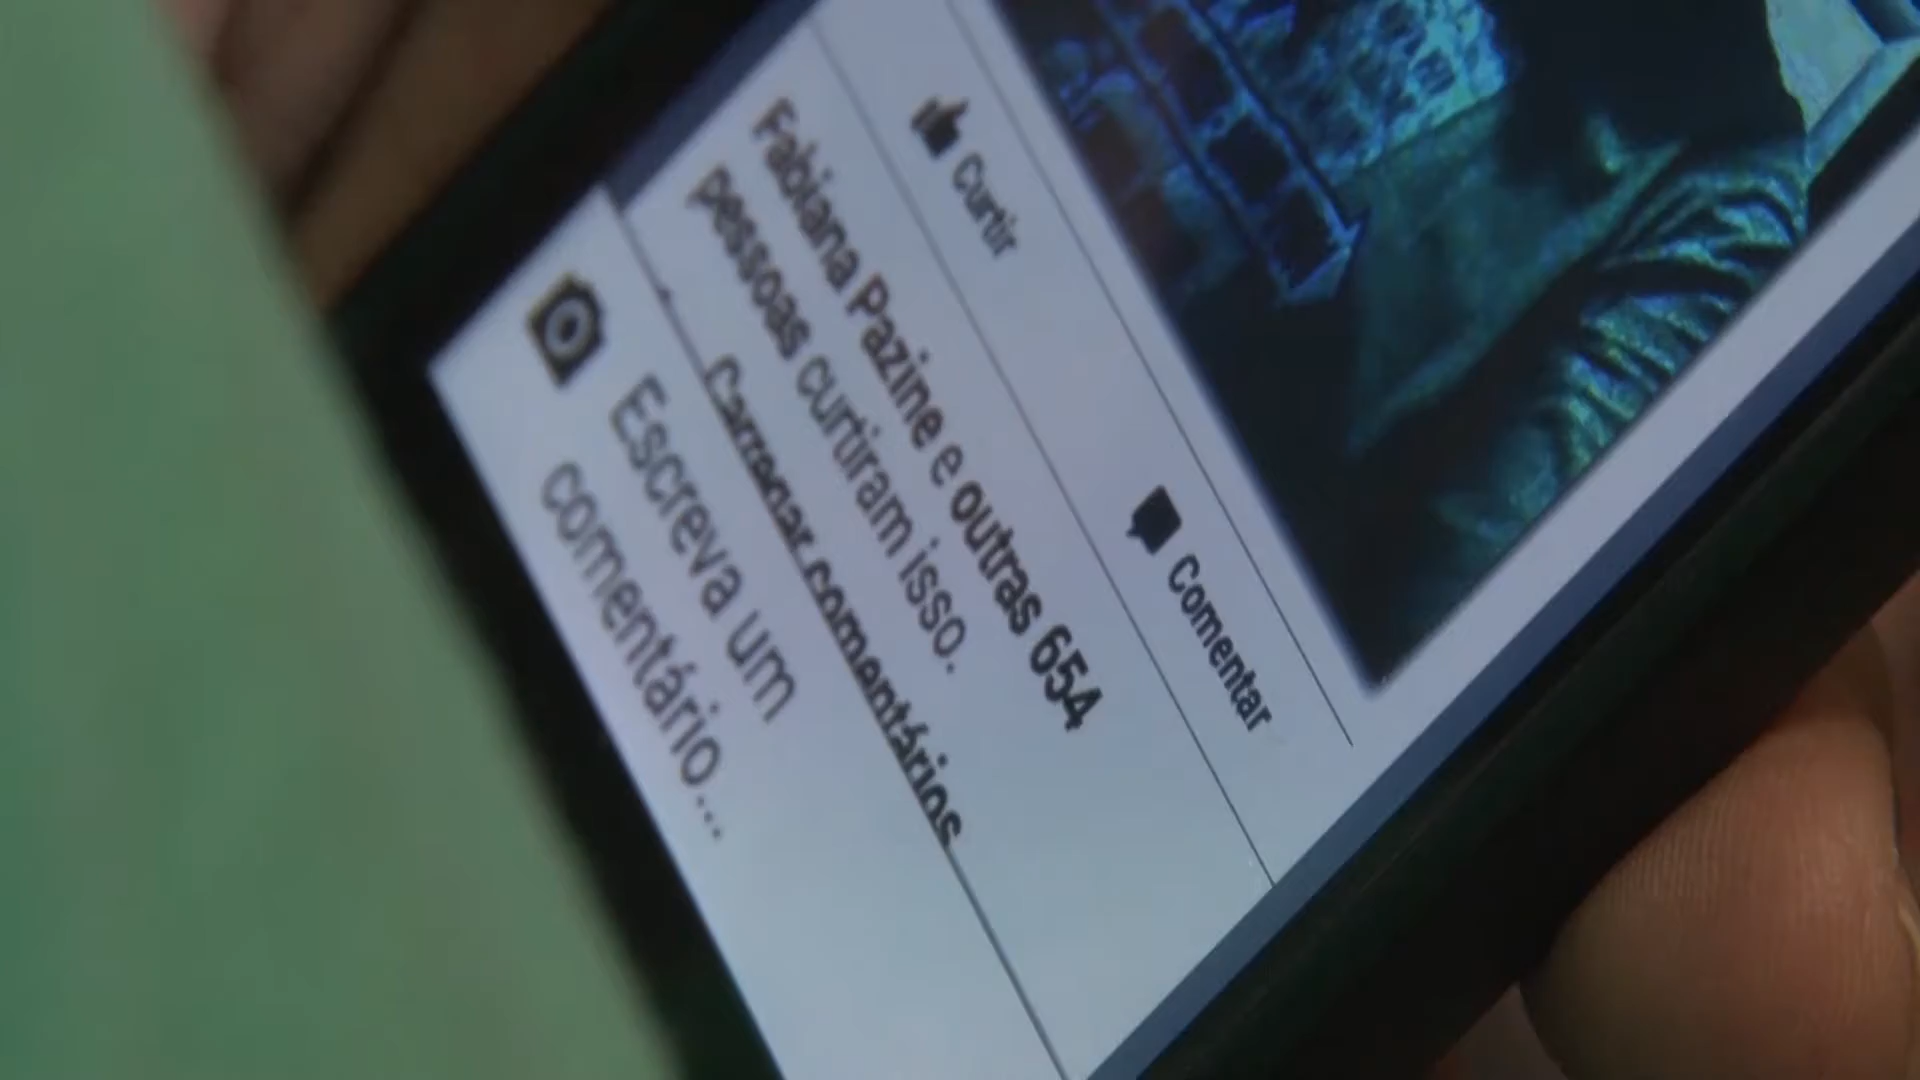 Curtir
Comentar
Fabiana Pazine e outras 654
pessoas curtiram isso.
Carregar comentários
Escreva um
comentário...